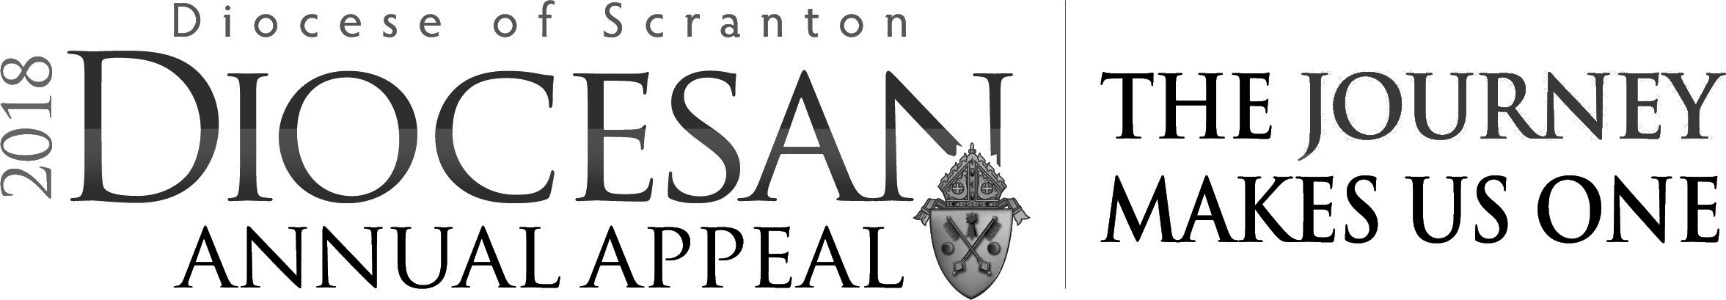 Diocese of Scranton
2018
DIOCESAN
ANNUAL APPEAL
THE JOURNEY
MAKES US ONE